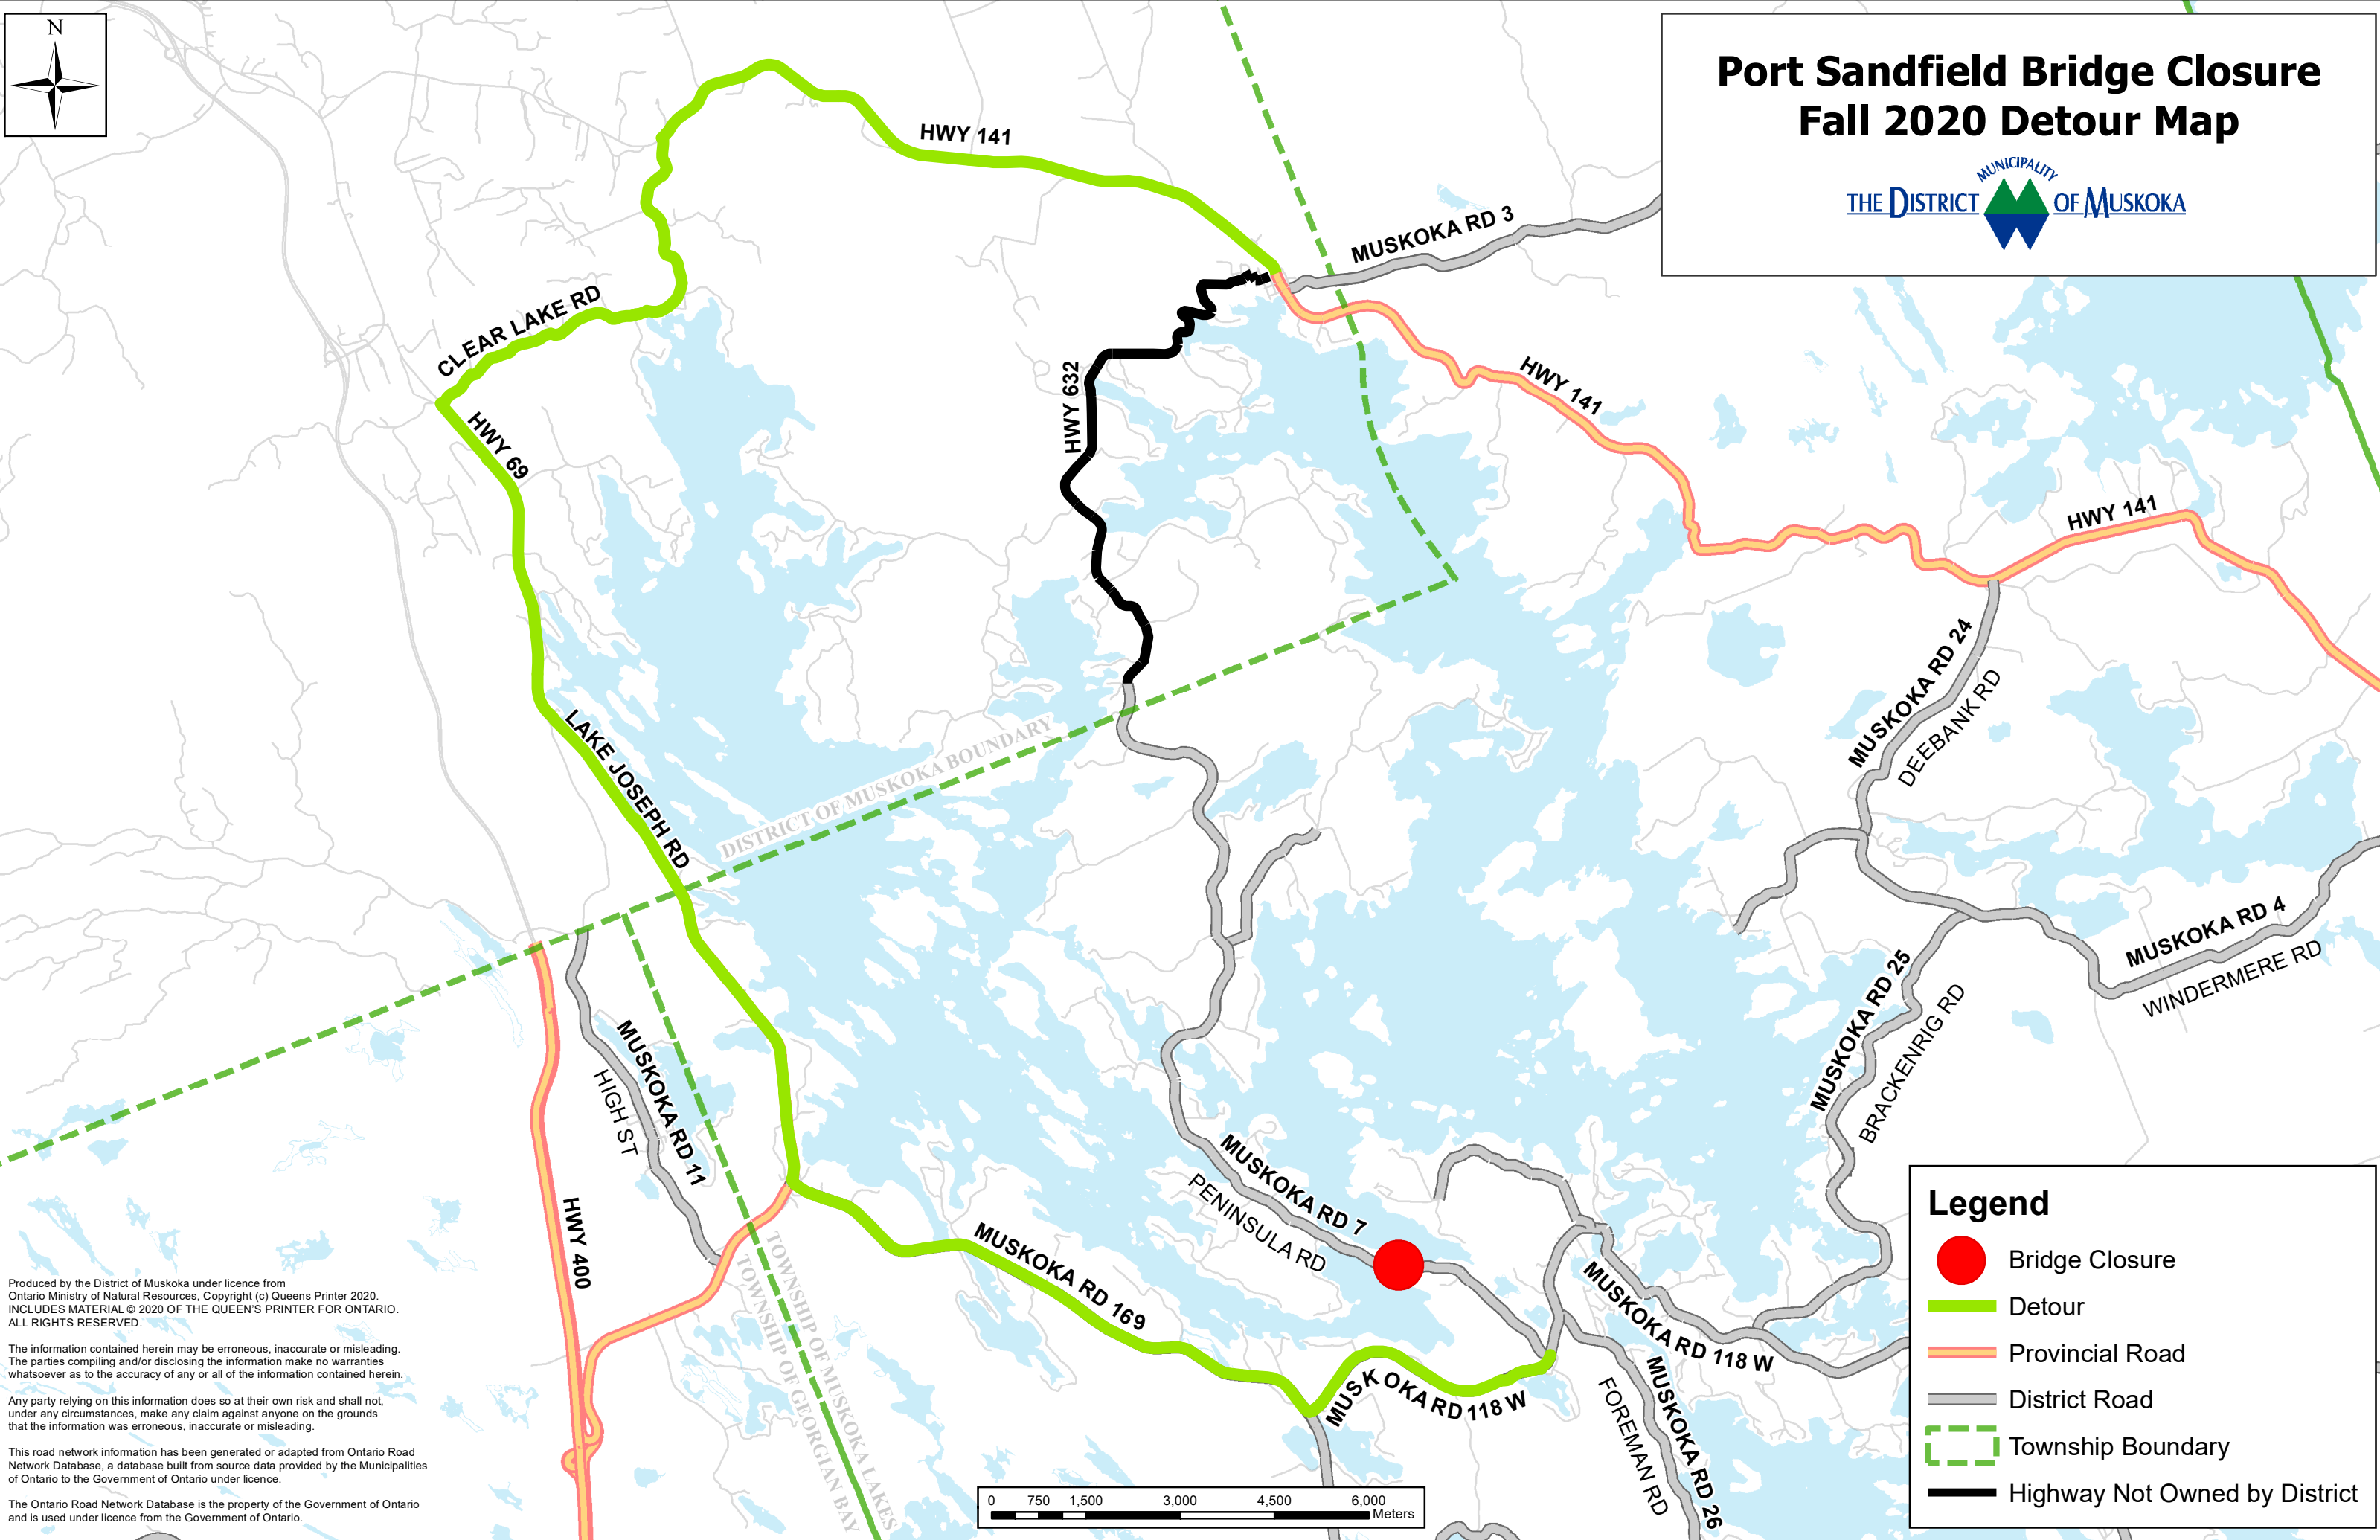 N
Port Sandfield Bridge Closure
Fall 2020 Detour Map
MUNICIPALITY
THE DISTRICT OF MUSKOKA
HWY 141
MUSKOKA RD 3
CLEAR LAKE RD
HWY 632
HWY 141
HWY 69
HWY 141
MUSKOKA RD 24
DEEBANK RD
LAKE JOSEPH RD
DISTRICT OF MUSKOKA BOUNDARY
MUSKOKA RD 4
WINDERMERE RD
MUSKOKA RD 25
BRACKENRIG RD
MUSKOKA RD 11
HIGH ST
MUSKOKA RD 7
PENINSULA RD
HWY 400
MUSKOKA RD 169
TOWNSHIP OF MUSKOKA LAKES
TOWNSHIP OF GEORGIAN BAY
MUSKOKA RD 118 W
MUSKOKA RD 118 W
MUSKOKA RD 26
FOREMAN RD
Legend
Bridge Closure
Detour
Provincial Road
District Road
Township Boundary
Highway Not Owned by District
Produced by the District of Muskoka under licence from
Ontario Ministry of Natural Resources, Copyright (c) Queens Printer 2020.
INCLUDES MATERIAL © 2020 OF THE QUEEN'S PRINTER FOR ONTARIO.
ALL RIGHTS RESERVED.
The information contained herein may be erroneous, inaccurate or misleading.
The parties compiling and/or disclosing the information make no warranties
whatsoever as to the accuracy of any or all of the information contained herein.
Any party relying on this information does so at their own risk and shall not,
under any circumstances, make any claim against anyone on the grounds
that the information was erroneous, inaccurate or misleading.
This road network information has been generated or adapted from Ontario Road
Network Database, a database built from source data provided by the Municipalities
of Ontario to the Government of Ontario under licence.
The Ontario Road Network Database is the property of the Government of Ontario
and is used under licence from the Government of Ontario.
0 750 1,500 3,000 4,500 6,000
Meters